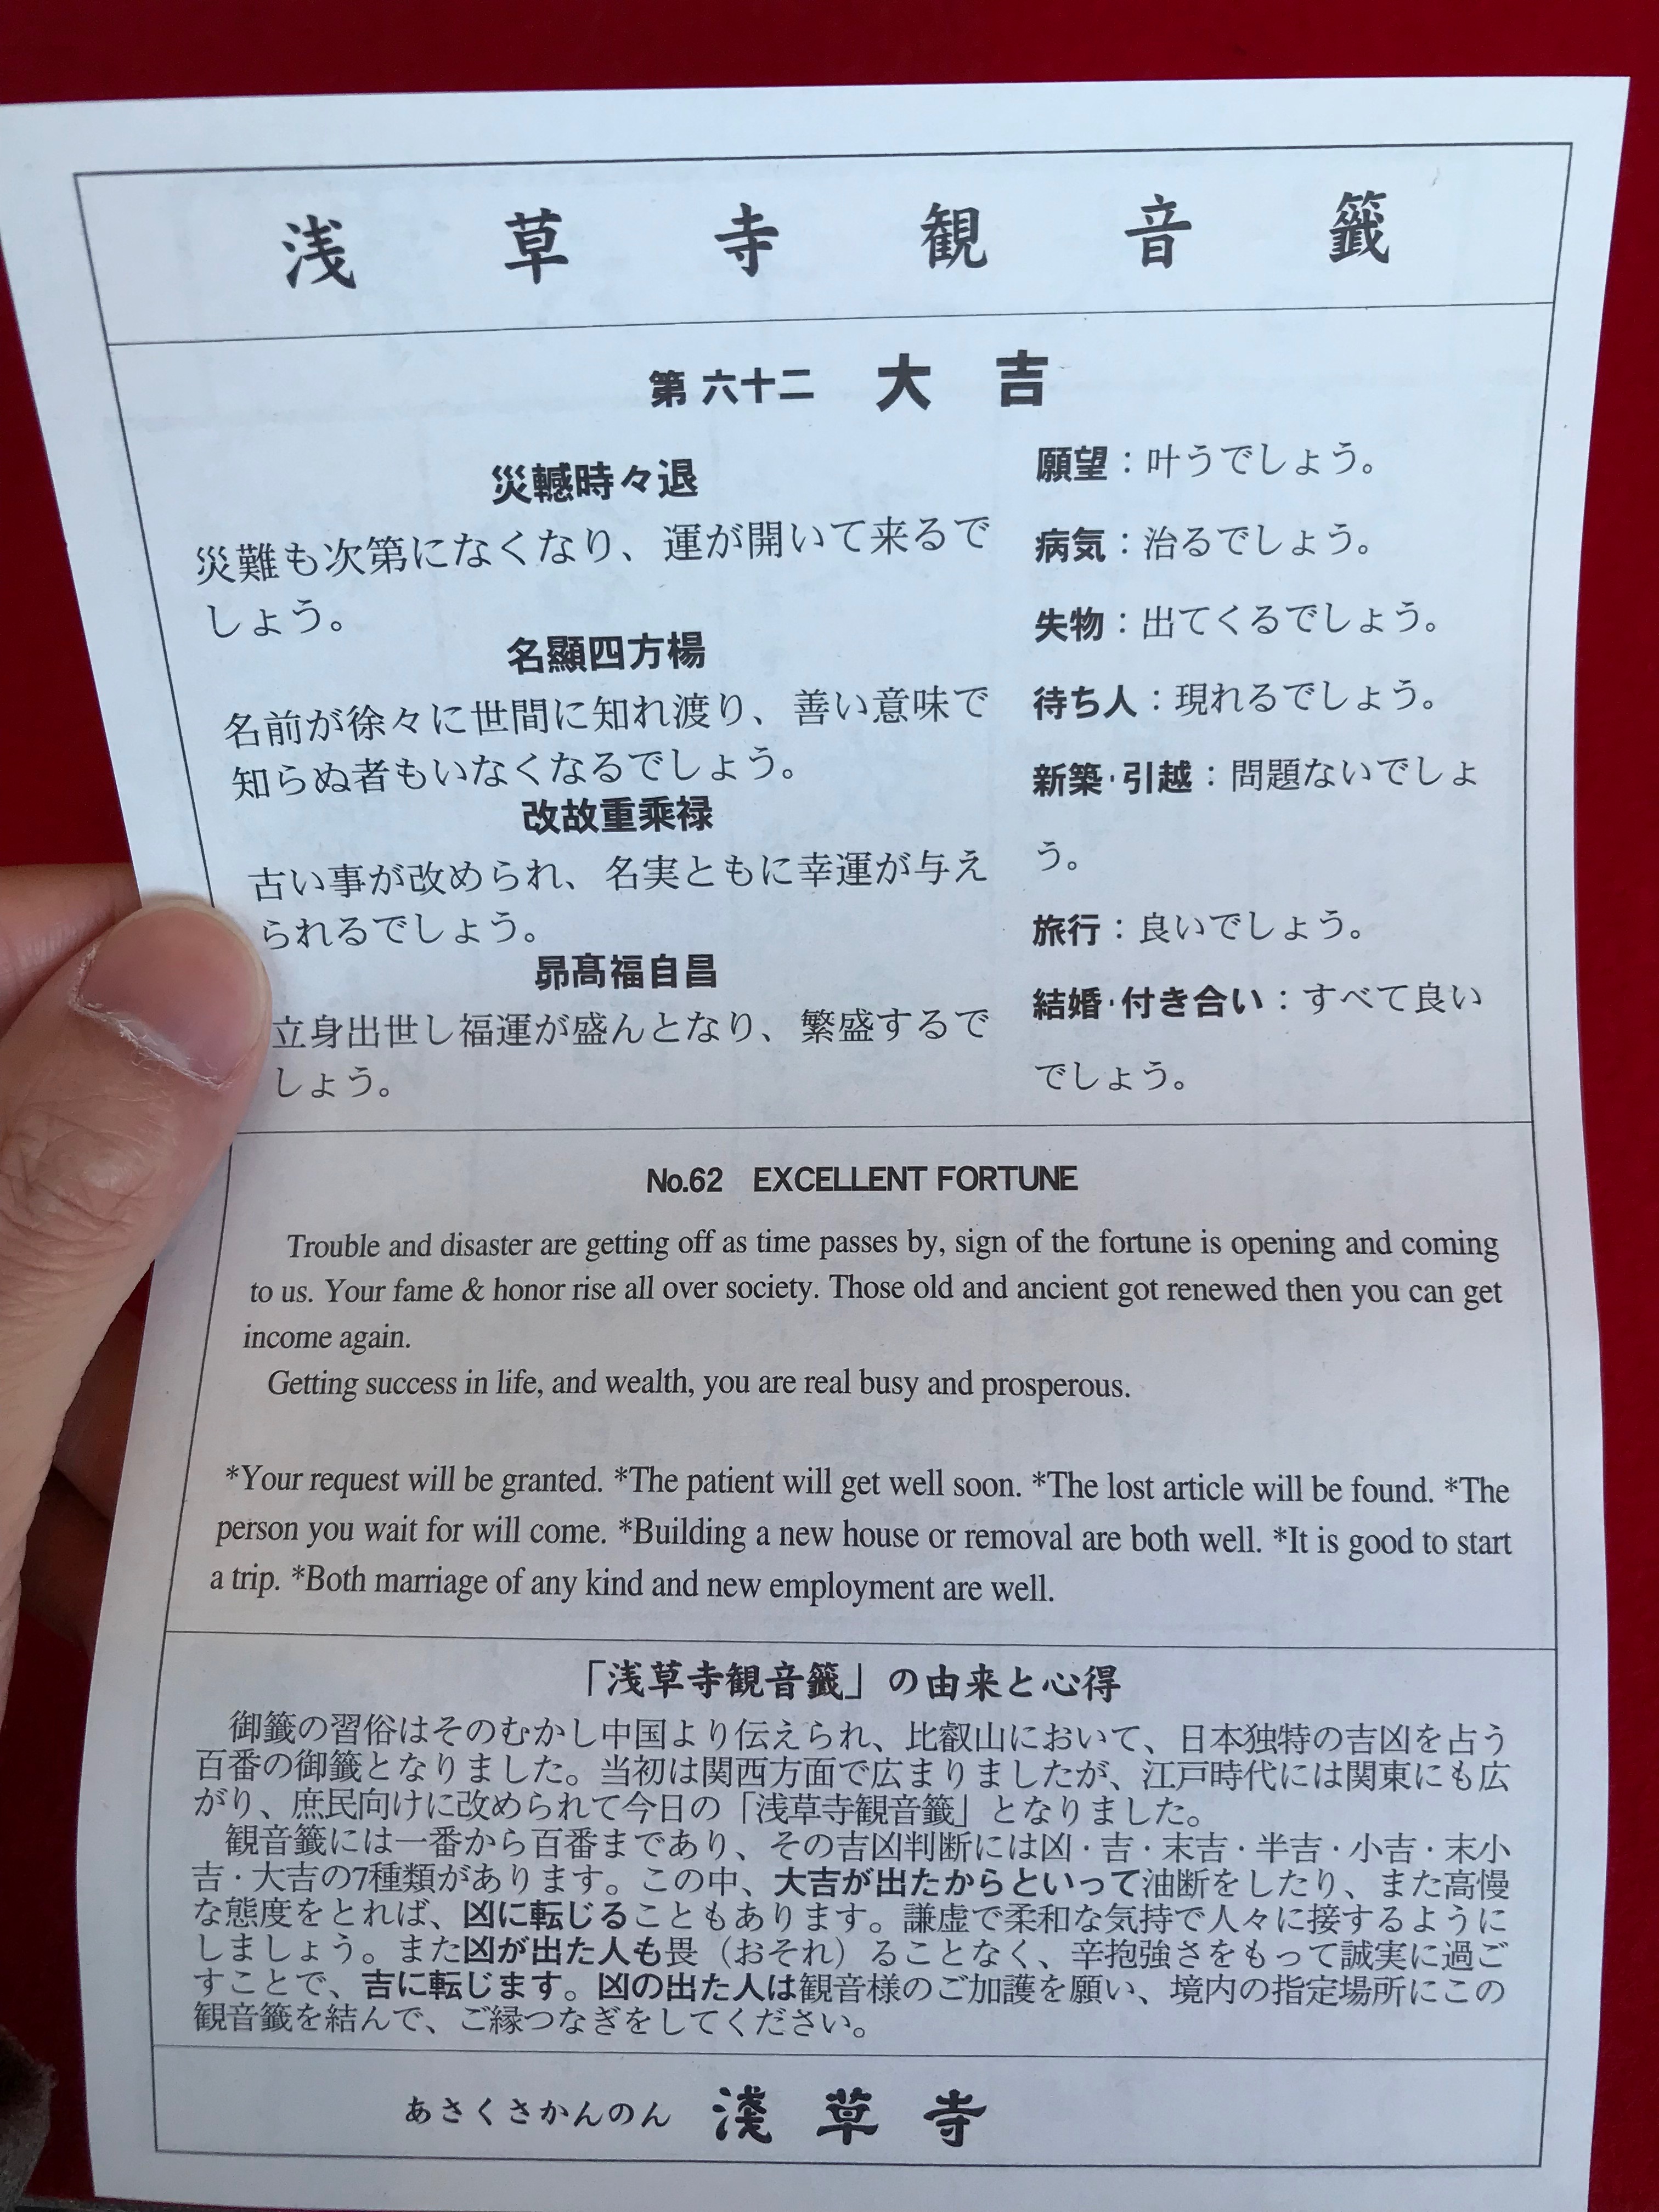 浅草寺観音籤
第六十二 大吉
災轗時々退
災難も次第になくなり、運が開いて来るで
しょう。
名顯四方楊
名前が徐々に世間に知れ渡り、善い意味で
知らぬ者もいなくなるでしょう。
改故重乘禄
古い事が改められ、名実ともに幸運が与え
られるでしょう。
昴髙福自昌
立身出世し福運が盛んとなり、繁盛するで
しょう。
願望：叶うでしょう。
病気：治るでしょう。
失物：出てくるでしょう。
待ち人：現れるでしょう。
新築・引越：問題ないでしょ
う。
旅行：良いでしょう。
結婚・付き合い：すべて良い
でしょう。
No.62 EXCELLENT FORTUNE
Trouble and disaster are getting off as time passes by, sign of the fortune is opening and coming
to us. Your fame & honor rise all over society. Those old and ancient got renewed then you can get
income again.
Getting success in life, and wealth, you are real busy and prosperous.
*Your request will be granted. *The patient will get well soon. *The lost article will be found. *The
person you wait for will come. *Building a new house or removal are both well. *It is good to start
a trip. *Both marriage of any kind and new employment are well.
「浅草寺観音籤」の由来と心得
御籤の習俗はそのむかし中国より伝えられ、比叡山において、日本独特の吉凶を占う
百番の御籤となりました。当初は関西方面で広まりましたが、江戸時代には関東にも広
がり、庶民向けに改められて今日の「浅草寺観音籤」となりました。
観音籤には一番から百番まであり、その吉凶判断には凶・吉・末吉・半吉・小吉・末小
吉・大吉の7種類があります。この中、大吉が出たからといって油断をしたり、また高慢
な態度をとれば、凶に転じることもあります。謙虚で柔和な気持で人々に接するように
しましょう。また凶が出た人も畏（おそれ）ることなく、辛抱強さをもって誠実に過ご
すことで、吉に転じます。凶の出た人は観音様のご加護を願い、境内の指定場所にこの
観音籤を結んで、ご縁つなぎをしてください。
あさくさかんのん 淺草寺